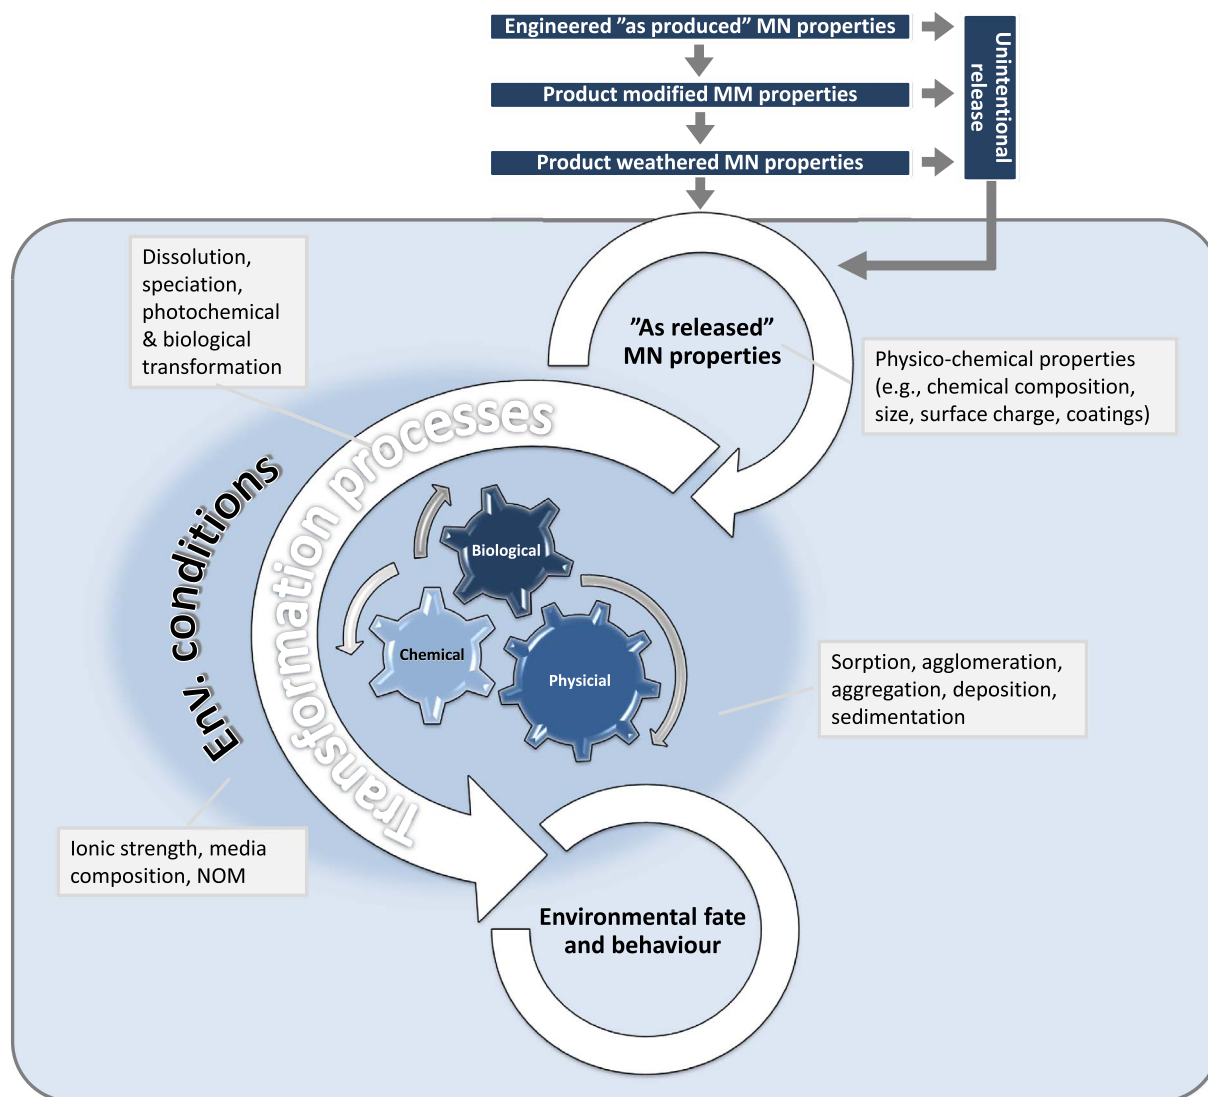 Engineered ”as produced” MN properties
Product modified MM properties
Product weathered MN properties
Unintentional
release
Dissolution,
speciation,
photochemical
& biological
transformation
”As released”
MN properties
Physico-chemical properties
(e.g., chemical composition,
size, surface charge, coatings)
Transformation processes
Env. conditions
Biological
Chemical
Physicial
Sorption, agglomeration,
aggregation, deposition,
sedimentation
Ionic strength, media
composition, NOM
Environmental fate
and behaviour